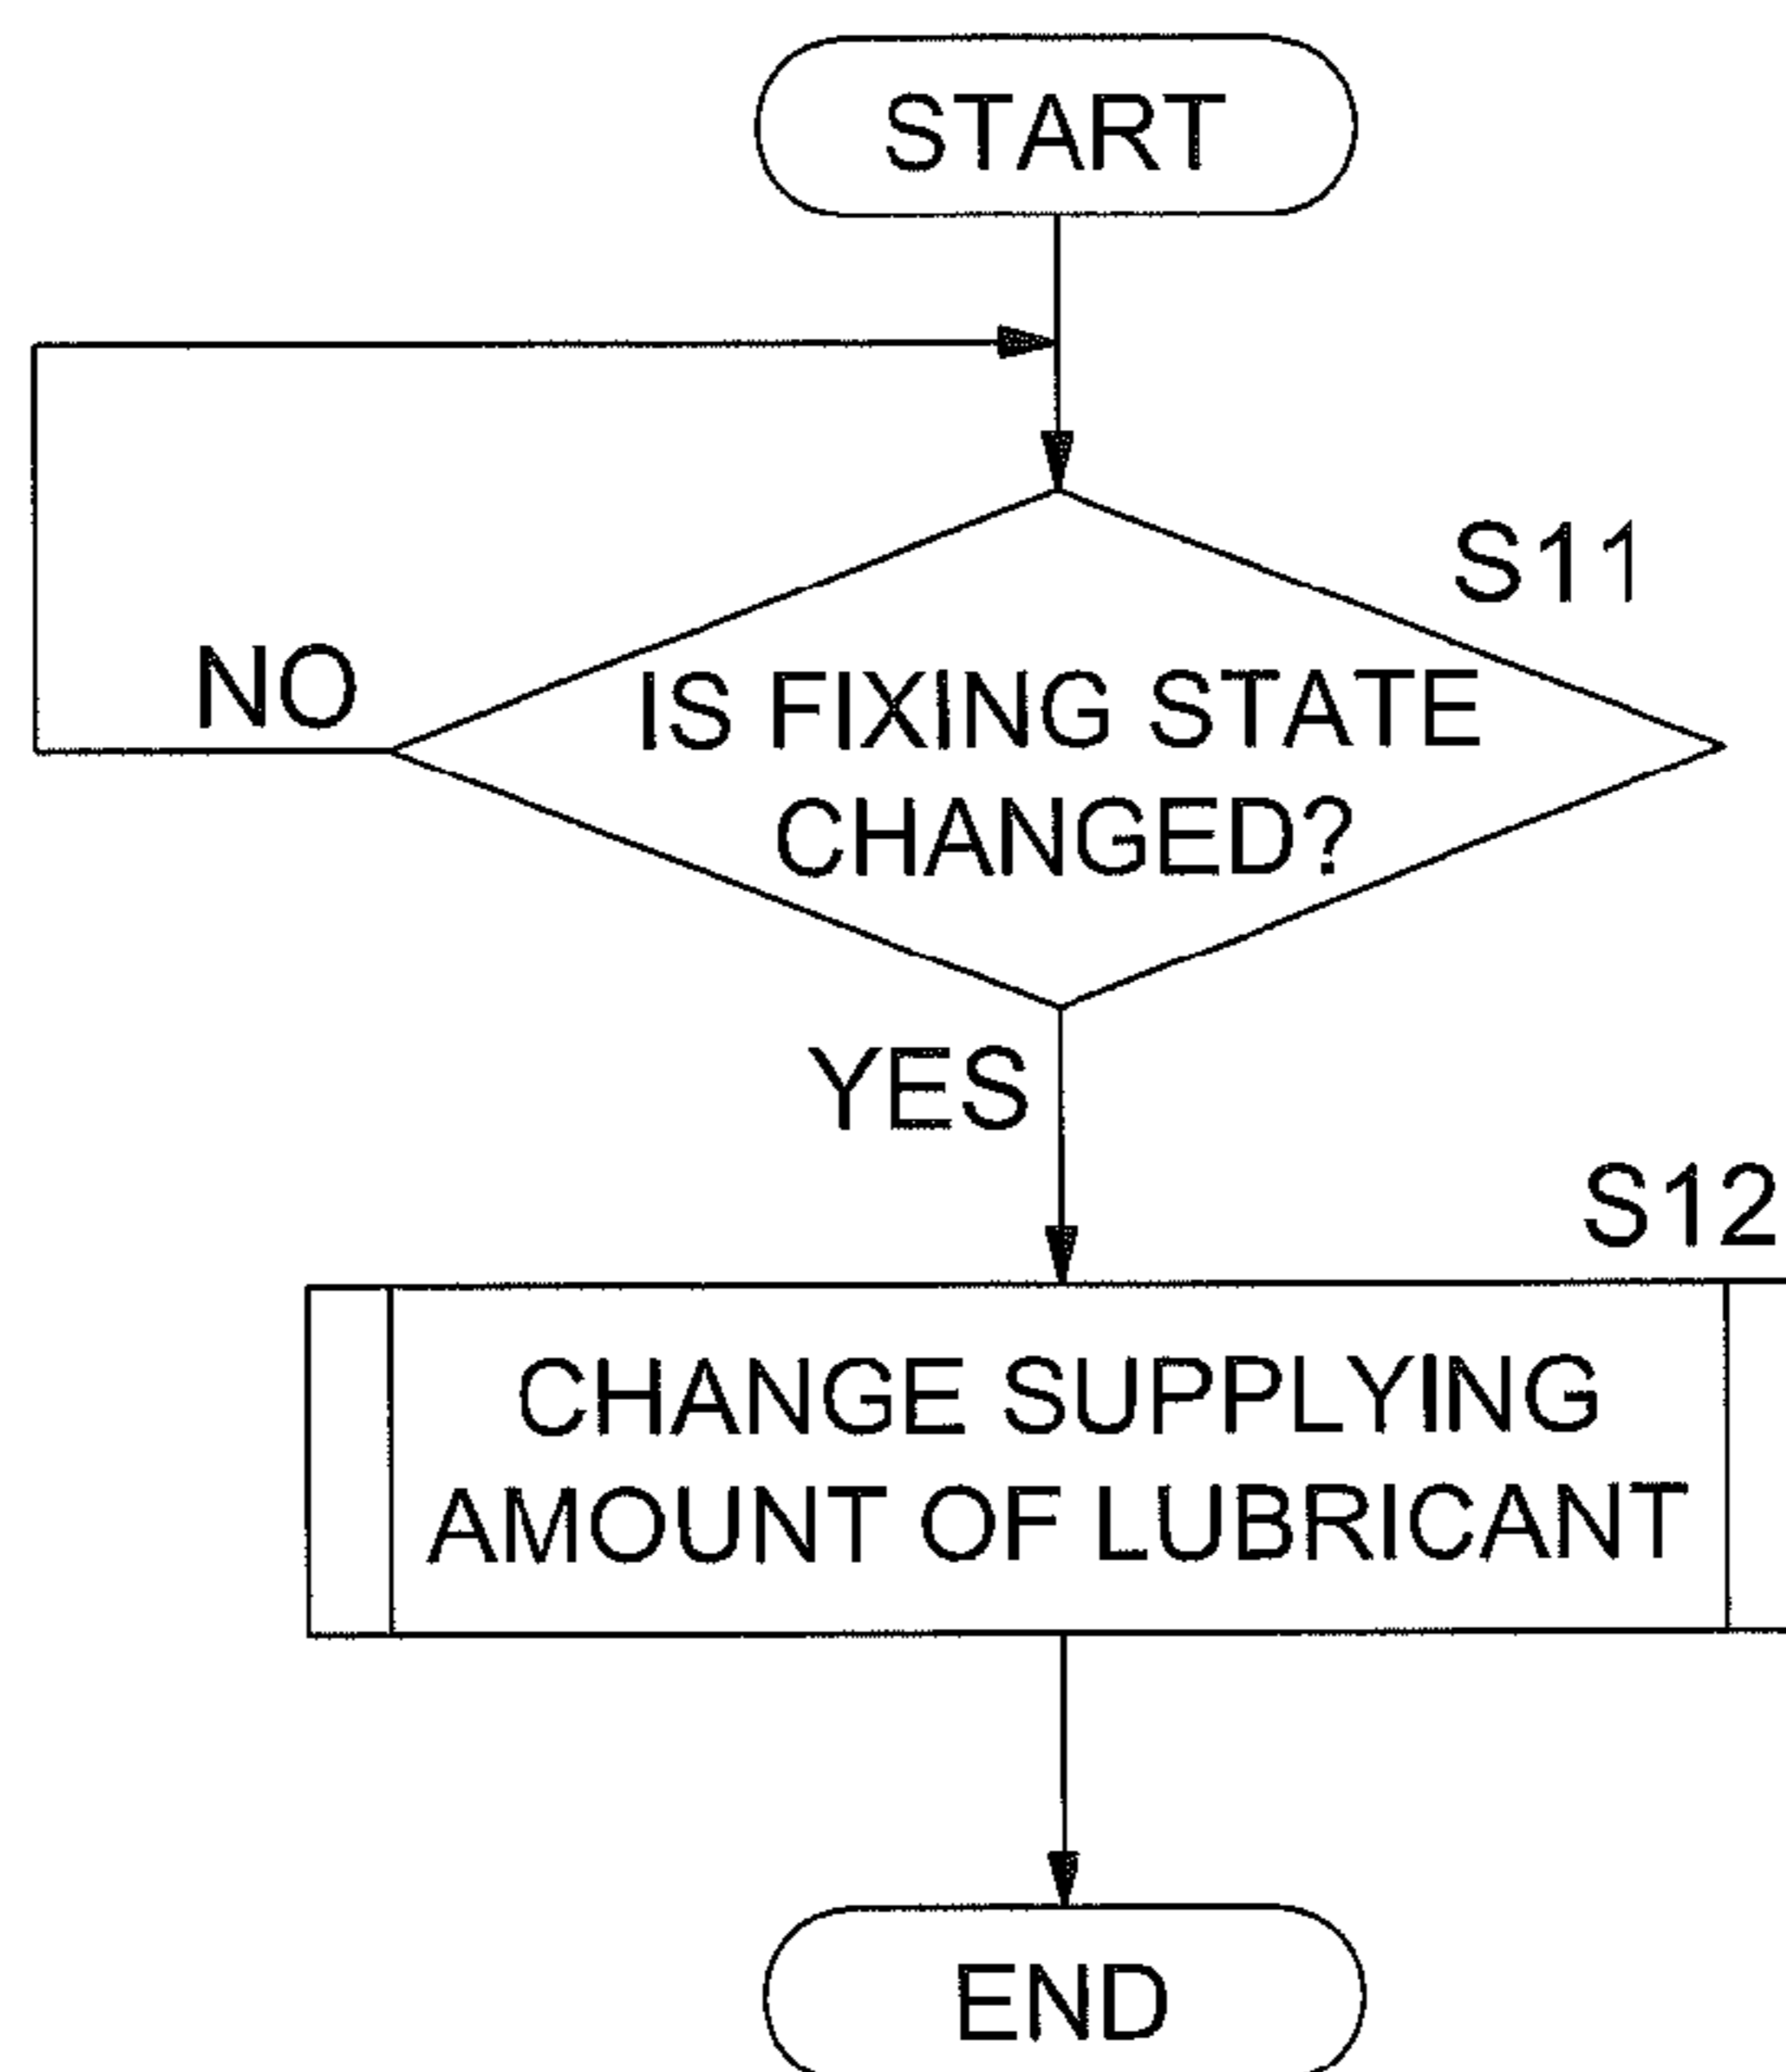 START
S11
NO
IS FIXING STATE
CHANGED?
YES
S12
CHANGE SUPPLYING
AMOUNT OF LUBRICANT
END